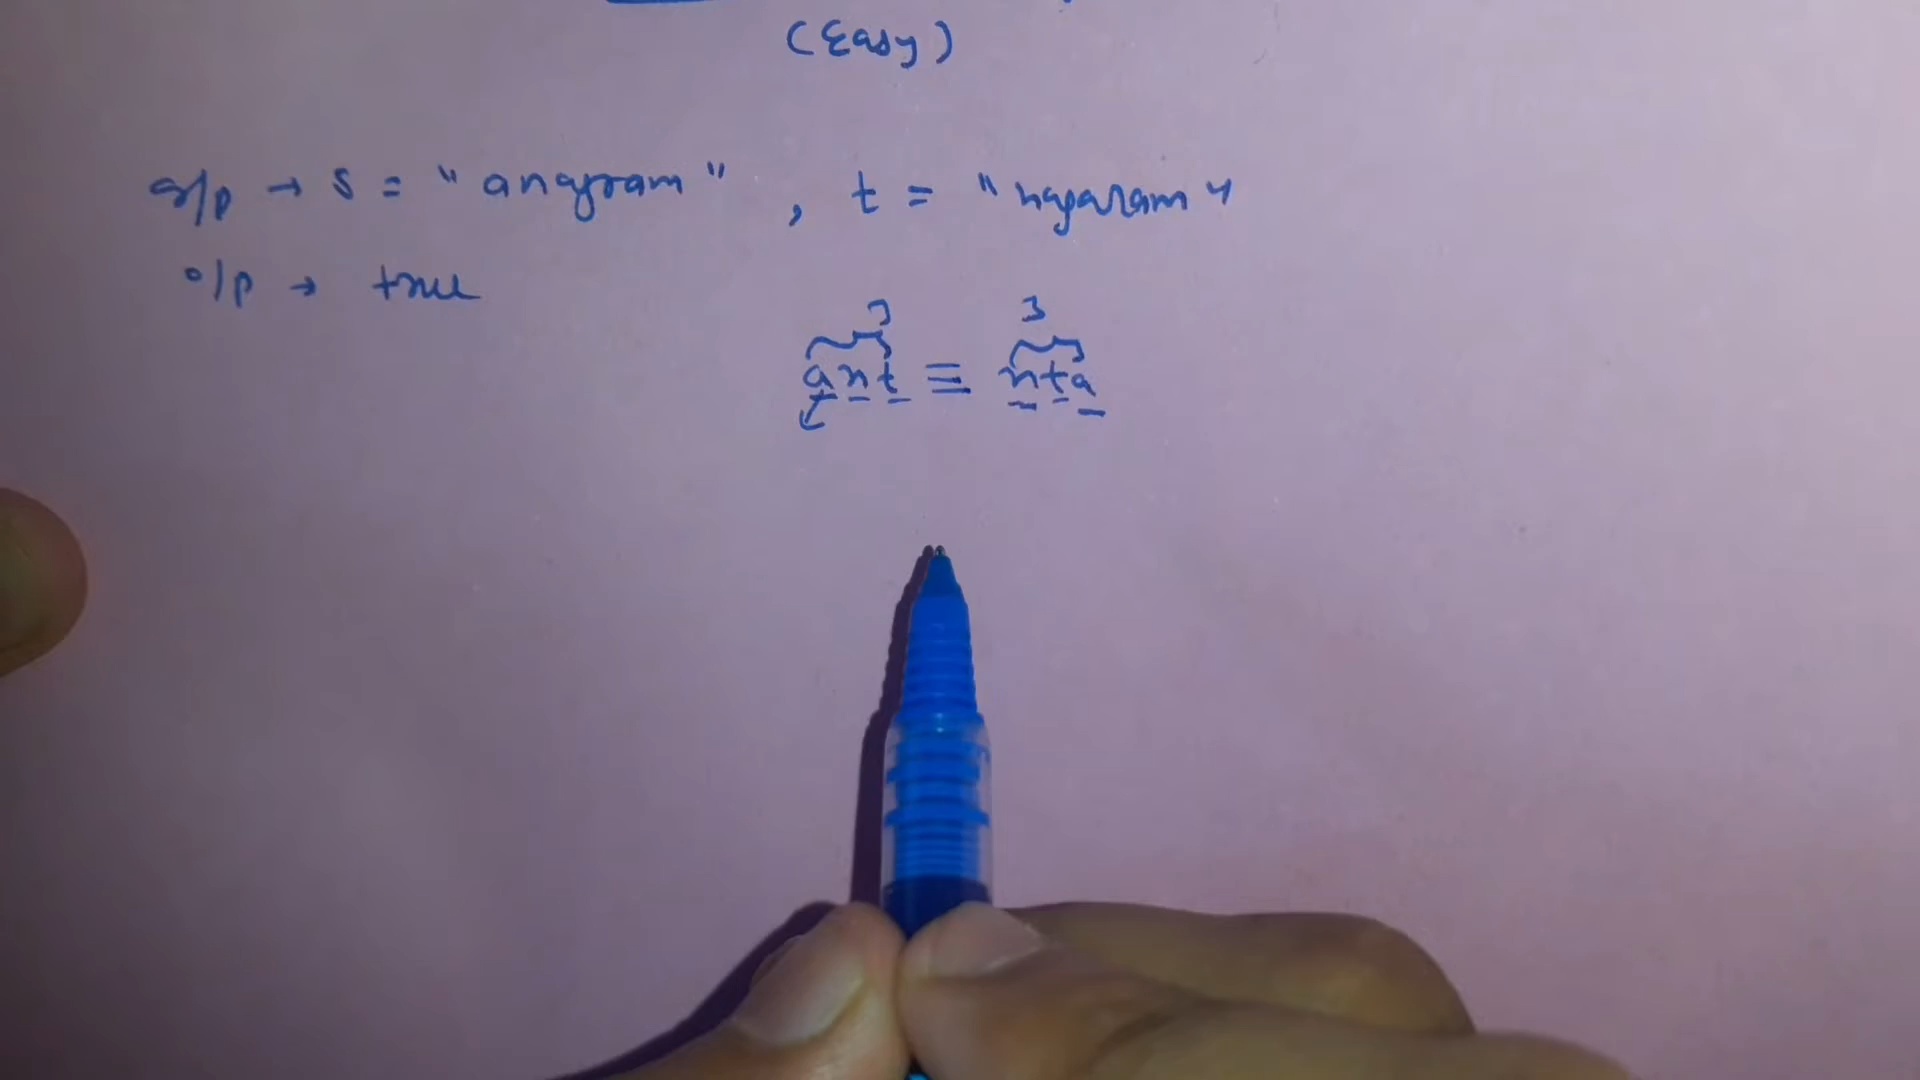 (Easy)
i/p → s = "anagram" , t = "nagaram"
o/p → true
3 3
ant ≡ nta